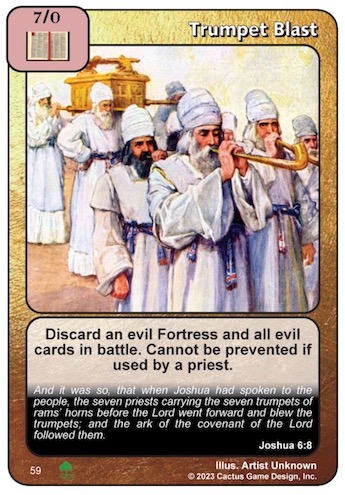 7/0
Trumpet Blast
Discard an evil Fortress and all evil
cards in battle. Cannot be prevented if
used by a priest.
And it was so, that when Joshua had spoken to the
people, the seven priests carrying the seven trumpets of
rams' horns before the Lord went forward and blew the
trumpets; and the ark of the covenant of the Lord
followed them.
Joshua 6:8
Illus. Artist Unknown
59
© 2023 Cactus Game Design, Inc.